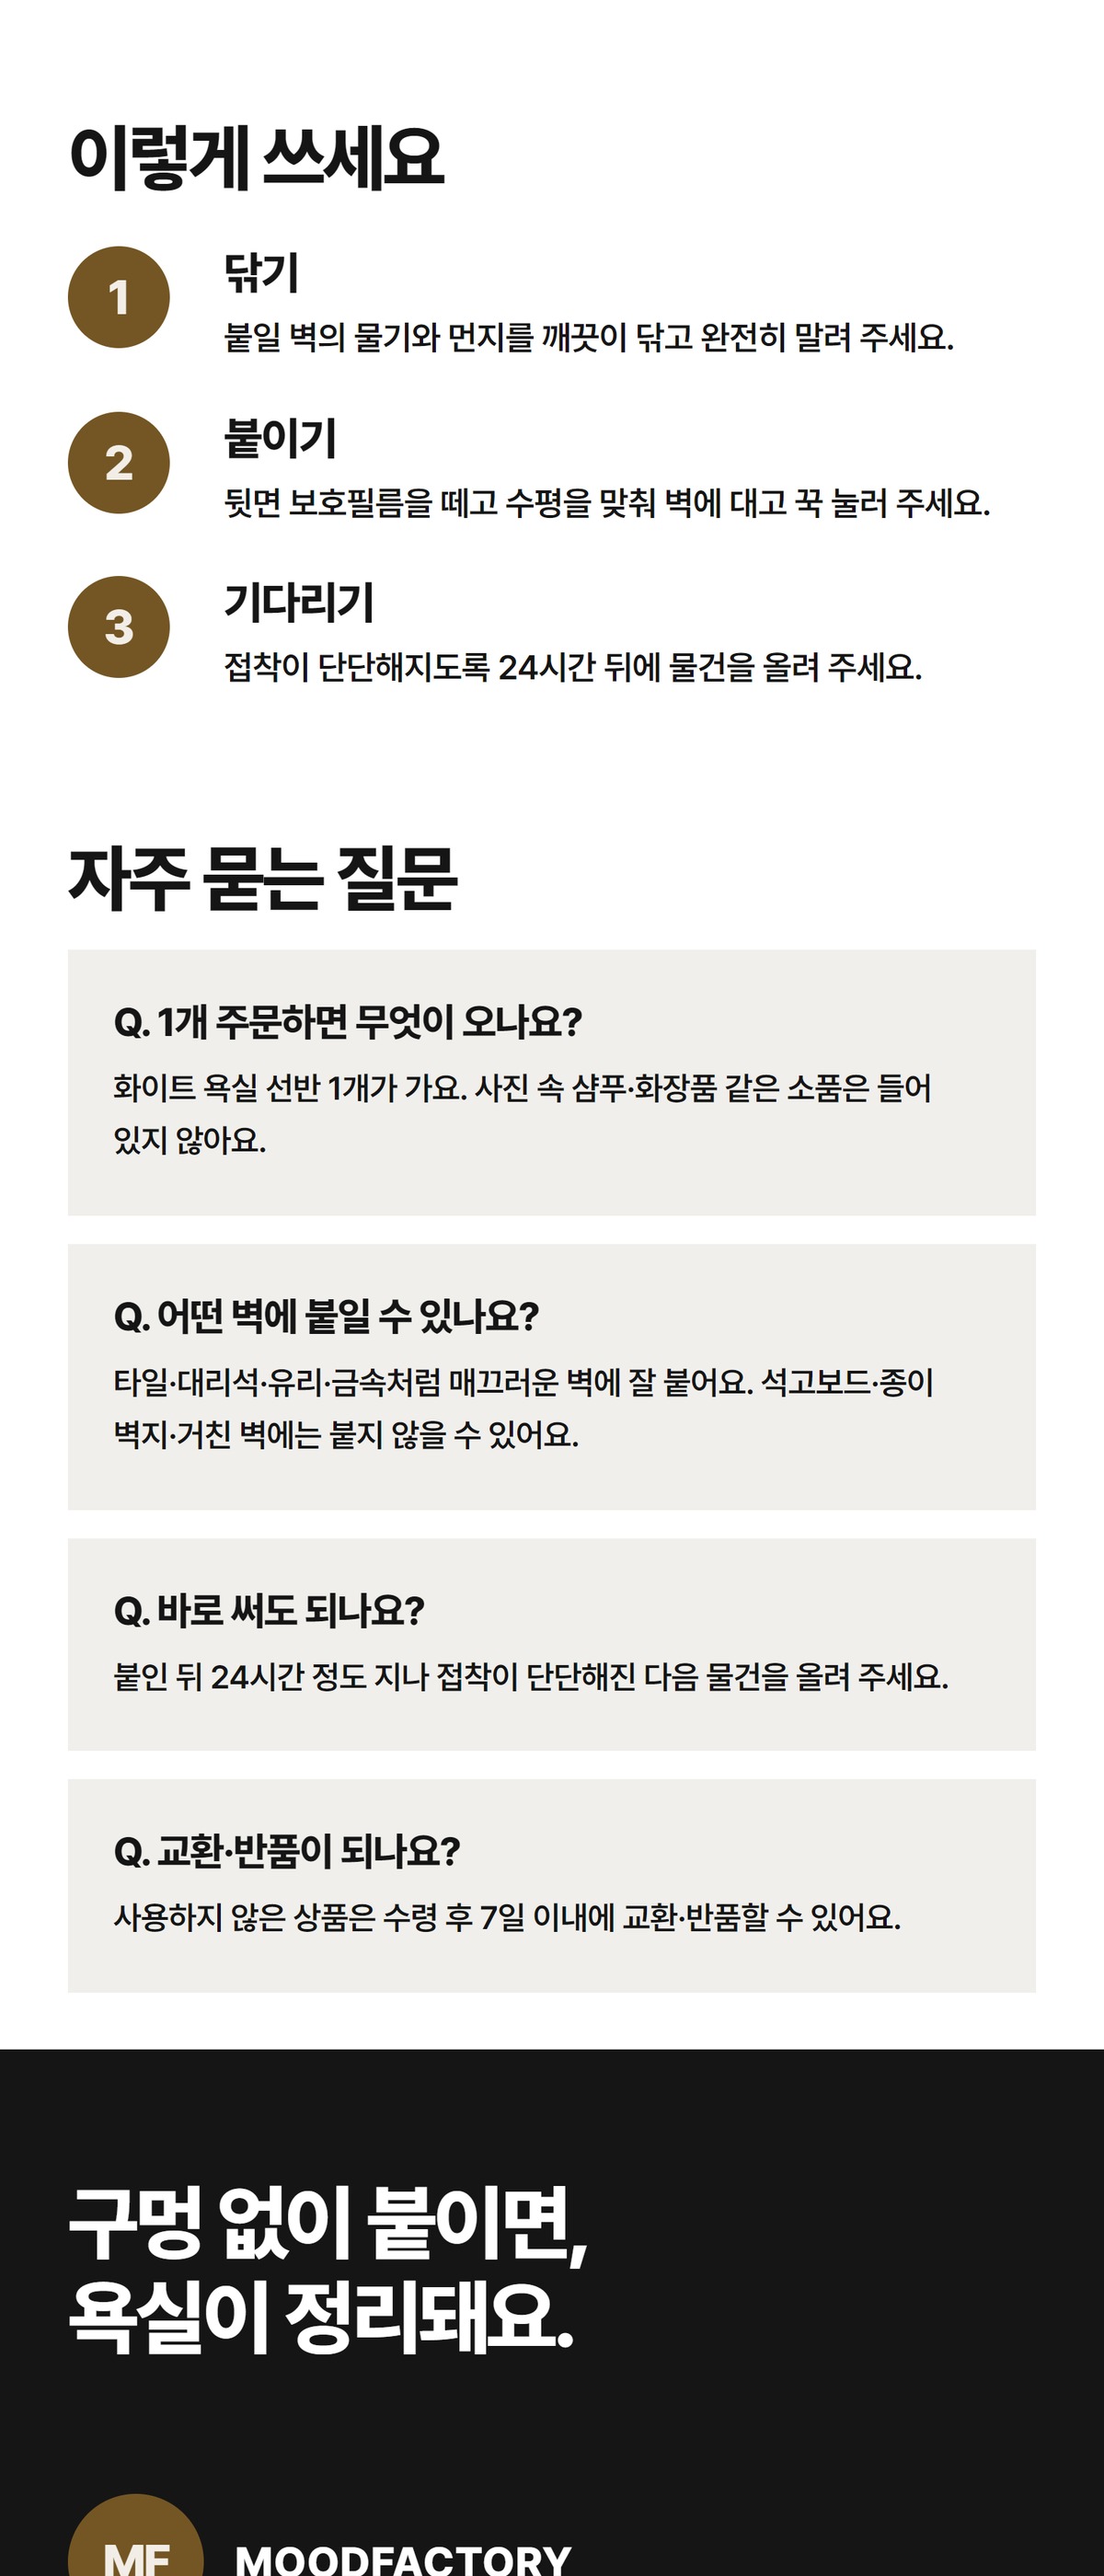 이렇게 쓰세요
1
닦기
붙일 벽의 물기와 먼지를 깨끗이 닦고 완전히 말려 주세요.
2
붙이기
뒷면 보호필름을 떼고 수평을 맞춰 벽에 대고 꾹 눌러 주세요.
3
기다리기
접착이 단단해지도록 24시간 뒤에 물건을 올려 주세요.
자주 묻는 질문
Q. 1개 주문하면 무엇이 오나요?
화이트 욕실 선반 1개가 가요. 사진 속 샴푸·화장품 같은 소품은 들어
있지 않아요.
Q. 어떤 벽에 붙일 수 있나요?
타일·대리석·유리·금속처럼 매끄러운 벽에 잘 붙어요. 석고보드·종이
벽지·거친 벽에는 붙지 않을 수 있어요.
Q. 바로 써도 되나요?
붙인 뒤 24시간 정도 지나 접착이 단단해진 다음 물건을 올려 주세요.
Q. 교환·반품이 되나요?
사용하지 않은 상품은 수령 후 7일 이내에 교환·반품할 수 있어요.
구멍 없이 붙이면,
욕실이 정리돼요.
MF
MOODFACTORY